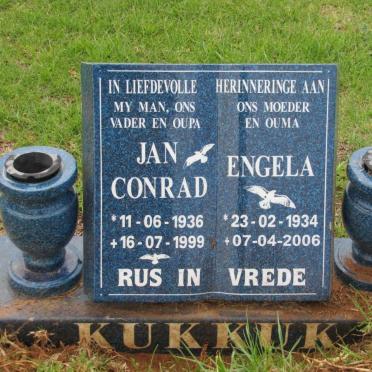 IN LIEFDEVOLLE HERINNERINGE AAN
MY MAN, ONS
VADER EN OUPA
JAN
CONRAD
*11-06-1936
+16-07-1999
ONS MOEDER
EN OUMA
ENGELA
*23-02-1934
+07-04-2006
RUS IN VREDE
KUKKUK